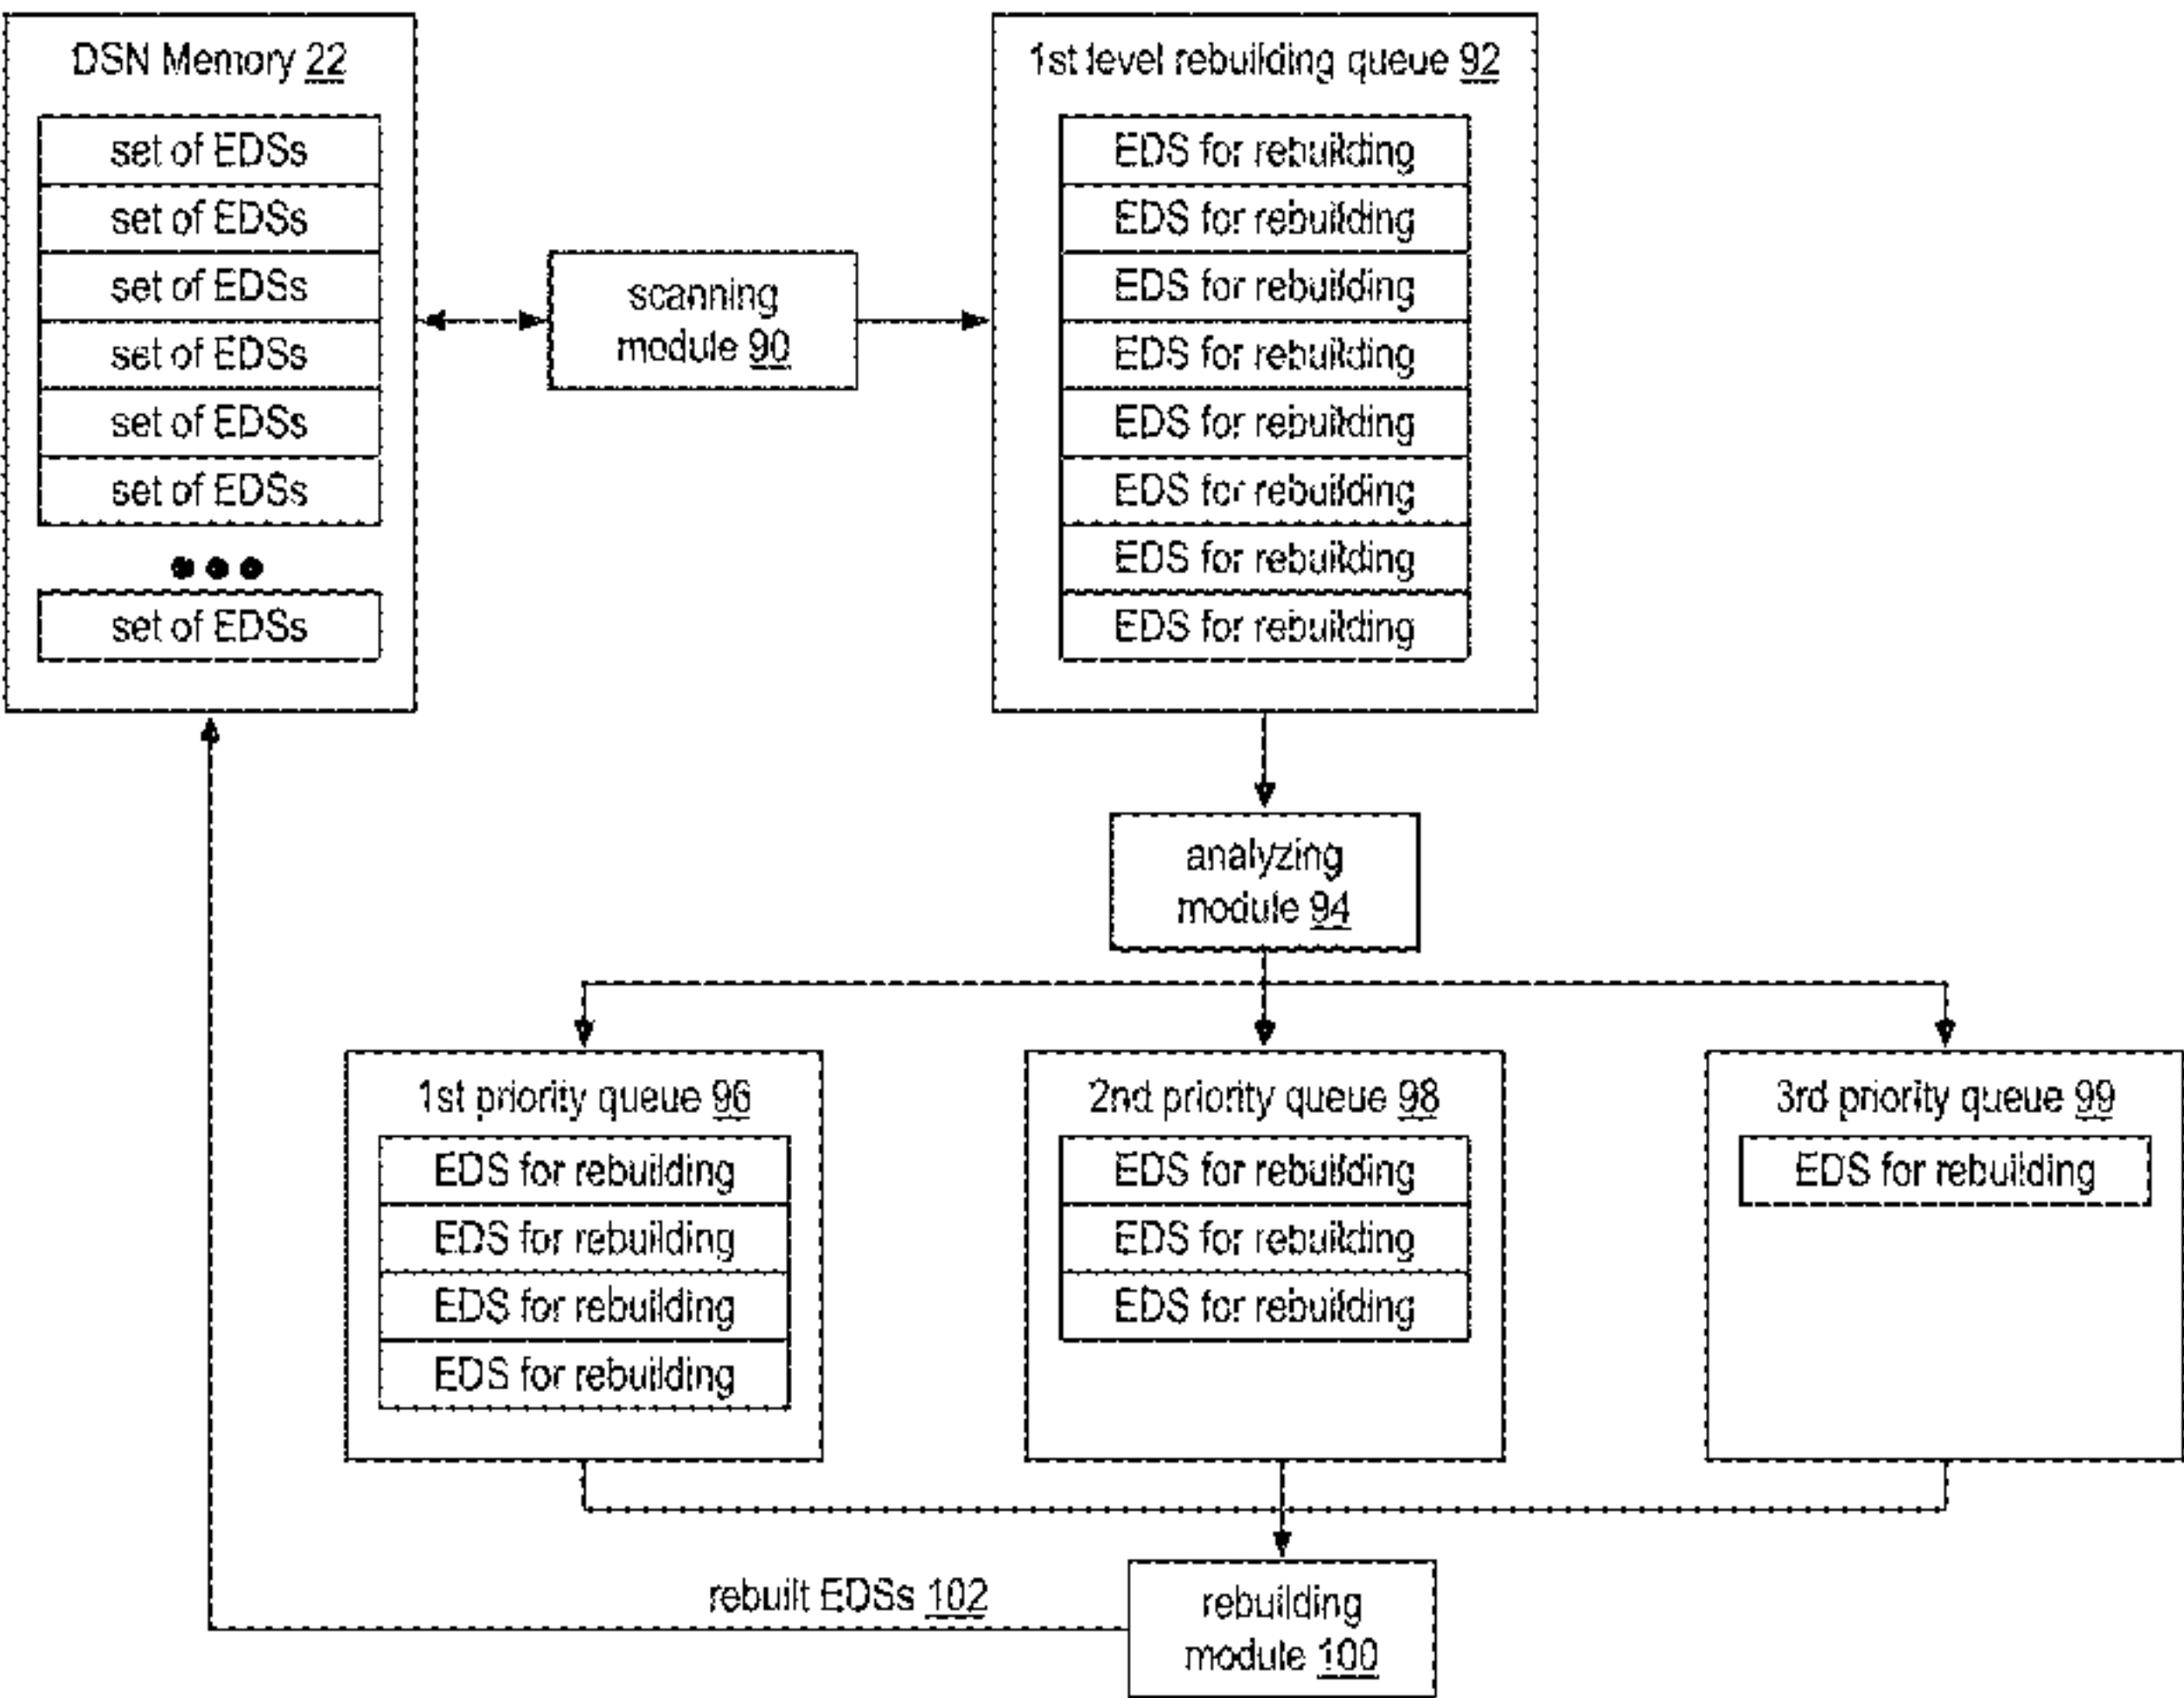 DSN Memory 22
set of EDSs
set of EDSs
set of EDSs
set of EDSs
set of EDSs
set of EDSs
set of EDSs
scanning
module 90
1st level rebuilding queue 92
EDS for rebuilding
EDS for rebuilding
EDS for rebuilding
EDS for rebuilding
EDS for rebuilding
EDS for rebuilding
EDS for rebuilding
EDS for rebuilding
analyzing
module 94
1st priority queue 96
EDS for rebuilding
EDS for rebuilding
EDS for rebuilding
EDS for rebuilding
2nd priority queue 98
EDS for rebuilding
EDS for rebuilding
EDS for rebuilding
3rd priority queue 99
EDS for rebuilding
rebuilt EDSs 102
rebuilding
module 100